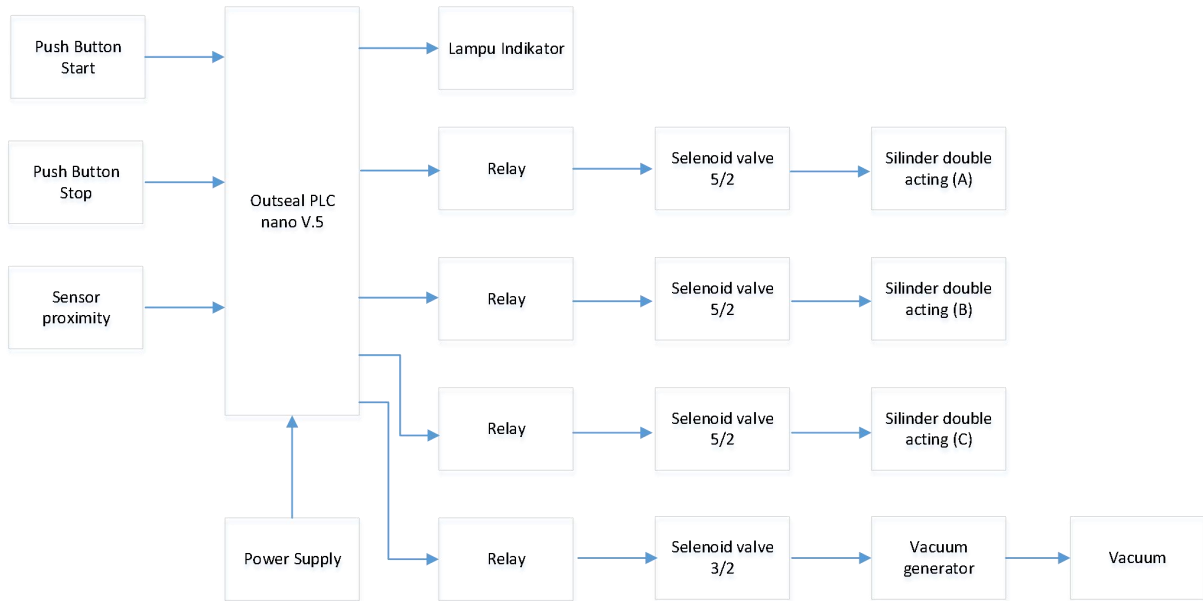 Push Button
Start
Lampu Indikator
Push Button
Stop
Outseal PLC
nano V.5
Relay
Selenoid valve
5/2
Silinder double
acting (A)
Sensor
proximity
Relay
Selenoid valve
5/2
Silinder double
acting (B)
Relay
Selenoid valve
5/2
Silinder double
acting (C)
Power Supply
Relay
Selenoid valve
3/2
Vacuum
generator
Vacuum